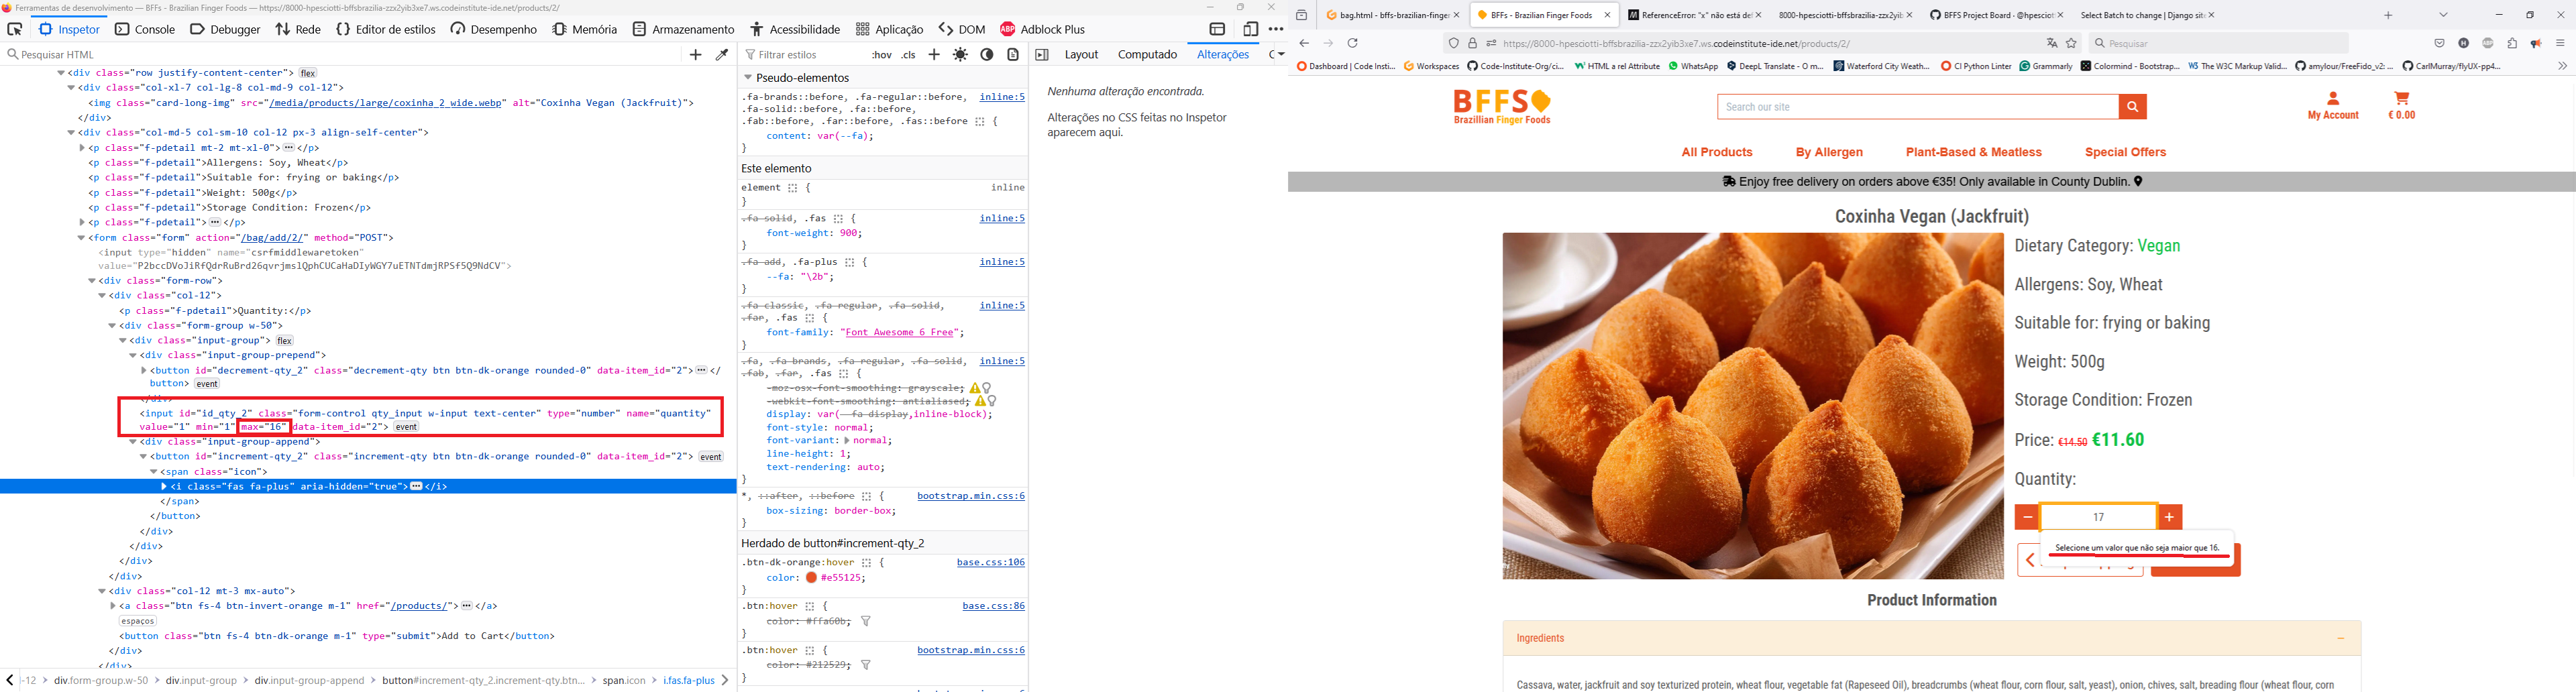 Ferramentas de desenvolvimento — BFFs - Brazilian Finger Foods — https://8000-hpesciotti-bffsbrazilia-zzx2yib3xe7.ws.codeinstitute-ide.net/products/2/
Inspetor Console Debugger Rede Editor de estilos Desempenho Memória Armazenamento Acessibilidade Aplicação DOM ABP Adblock Plus
Pesquisar HTML
<div class="row justify-content-center"> flex
<div class="col-xl-7 col-lg-8 col-md-9 col-12">
<img class="card-long-img" src="/media/products/large/coxinha_2_wide.webp" alt="Coxinha Vegan (Jackfruit)">
</div>
<div class="col-md-5 col-sm-10 col-12 px-3 align-self-center">
<p class="f-pdetail mt-2 mt-xl-0"> </p>
<p class="f-pdetail">Allergens: Soy, Wheat</p>
<p class="f-pdetail">Suitable for: frying or baking</p>
<p class="f-pdetail">Weight: 500g</p>
<p class="f-pdetail">Storage Condition: Frozen</p>
<p class="f-pdetail"> </p>
<form class="form" action="/bag/add/2/" method="POST">
<input type="hidden" name="csrfmiddlewaretoken"
<div class="form-row">
<div class="col-12">
<p class="f-pdetail">Quantity:</p>
<div class="form-group w-50">
<div class="input-group"> flex
<div class="input-group-prepend">
<button id="decrement-qty_2" class="decrement-qty btn btn-dk-orange rounded-0" data-item_id="2"> </
button> event
</div>
<input id="id_qty_2" class="form-control qty_input w-input text-center" type="number" name="quantity"
value="1" min="1" max="16" data-item_id="2"> event
<div class="input-group-append">
<button id="increment-qty_2" class="increment-qty btn btn-dk-orange rounded-0" data-item_id="2"> event
<span class="icon">
<i class="fas fa-plus" aria-hidden="true"> </i>
</span>
</button>
</div>
</div>
</div>
</div>
<div class="col-12 mt-3 mx-auto">
<a class="btn fs-4 btn-invert-orange m-1" href="/products/"> </a>
espaços
<button class="btn fs-4 btn-dk-orange m-1" type="submit">Add to Cart</button>
</div>
</div>
-12 > div.form-group.w-50 > div.input-group > div.input-group-append > button#increment-qty_2.increment-qty.btn... > span.icon > i.fas.fa-plus
Filtrar estilos :hov .cls
Pseudo-elementos
.fa-brands::before, .fa-regular::before, inline:5
.fa-solid::before, .fa::before,
.fab::before, .far::before, .fas::before {
content: var(--fa);
}
Este elemento
element { inline
}
.fa-solid, .fas { inline:5
font-weight: 900;
}
.fa-add, .fa-plus { inline:5
--fa: "\2b";
}
.fa-classic, .fa-regular, .fa-solid, inline:5
.far, .fas {
font-family: "Font Awesome 6 Free";
}
.fa, .fa-brands, .fa-regular, .fa-solid, inline:5
.fab, .far, .fas {
-moz-osx-font-smoothing: grayscale;
-webkit-font-smoothing: antialiased;
display: var(--fa-display,inline-block);
font-style: normal;
font-variant: normal;
line-height: 1;
text-rendering: auto;
}
*, ::after, ::before { bootstrap.min.css:6
box-sizing: border-box;
}
Herdado de button#increment-qty_2
.btn-dk-orange:hover { base.css:106
color: #e55125;
}
.btn:hover { base.css:86
color: #ffa60b;
}
.btn:hover { bootstrap.min.css:6
color: #212529;
}
Layout Computado Alterações
Nenhuma alteração encontrada.
Alterações no CSS feitas no Inspetor
aparecem aqui.
bag.html - bffs-brazilian-finger BFFs - Brazilian Finger Foods ReferenceError: "x" não está de 8000-hpesciotti-bffsbrazilia-zzx2yib BFFS Project Board - @hpesciot Select Batch to change | Django sit
https://8000-hpesciotti-bffsbrazilia-zzx2yib3xe7.ws.codeinstitute-ide.net/products/2/ Pesquisar
Dashboard | Code Insti... Workspaces Code-Institute-Org/ci... HTML a rel Attribute WhatsApp DeepL Translate - O m... Waterford City Weath... CI Python Linter Grammarly Colormind - Bootstrap... The W3C Markup Valid... amylour/FreeFido_v2: ... CarlMurray/flyUX-pp4...
BFFS
Brazillian Finger Foods
Search our site
My Account
€ 0.00
All Products By Allergen Plant-Based & Meatless Special Offers
Enjoy free delivery on orders above €35! Only available in County Dublin.
Coxinha Vegan (Jackfruit)
Dietary Category: Vegan
Allergens: Soy, Wheat
Suitable for: frying or baking
Weight: 500g
Storage Condition: Frozen
Price: €14.50 €11.60
Quantity:
− 17 +
Selecione um valor que não seja maior que 16.
Product Information
Ingredients
Cassava, water, jackfruit and soy texturized protein, wheat flour, vegetable fat (Rapeseed Oil), breadcrumbs (wheat flour, corn flour, salt, yeast), onion, chives, salt, breading flour (wheat flour, corn